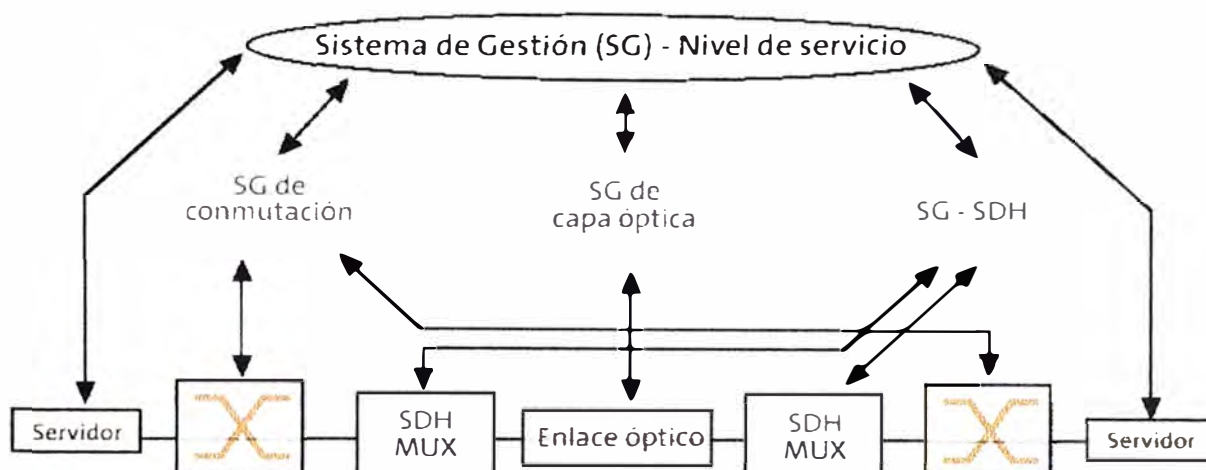 Sistema de Gestión (SG) - Nivel de servicio
SG de
conmutación
SG de
capa óptica
SG - SDH
Servidor
SDH
MUX
Enlace óptico
SDH
MUX
Servidor